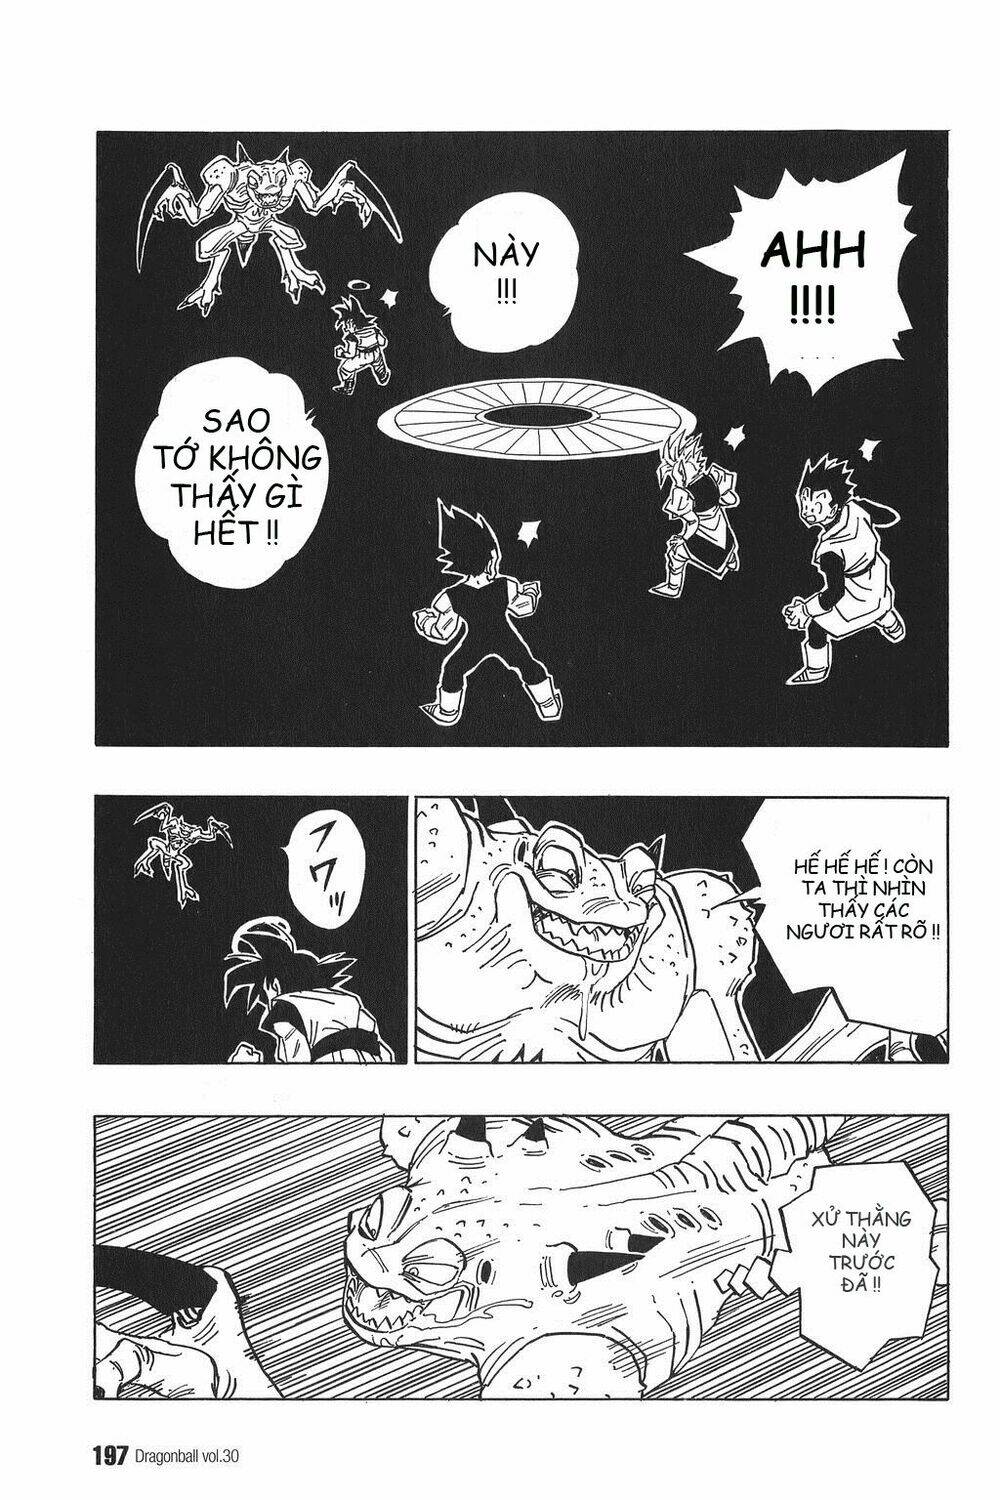 AHH
!!!!
NÀY
!!!
SAO
TỚ KHÔNG
THẤY GÌ
HẾT !!
HẾ HẾ HẾ ! CÒN
TA THÌ NHÌN
THẤY CÁC
NGƯƠI RẤT RÕ !!
フワッ
XỬ THẰNG
NÀY
TRƯỚC
ĐÃ !!
197 Dragonball vol.30